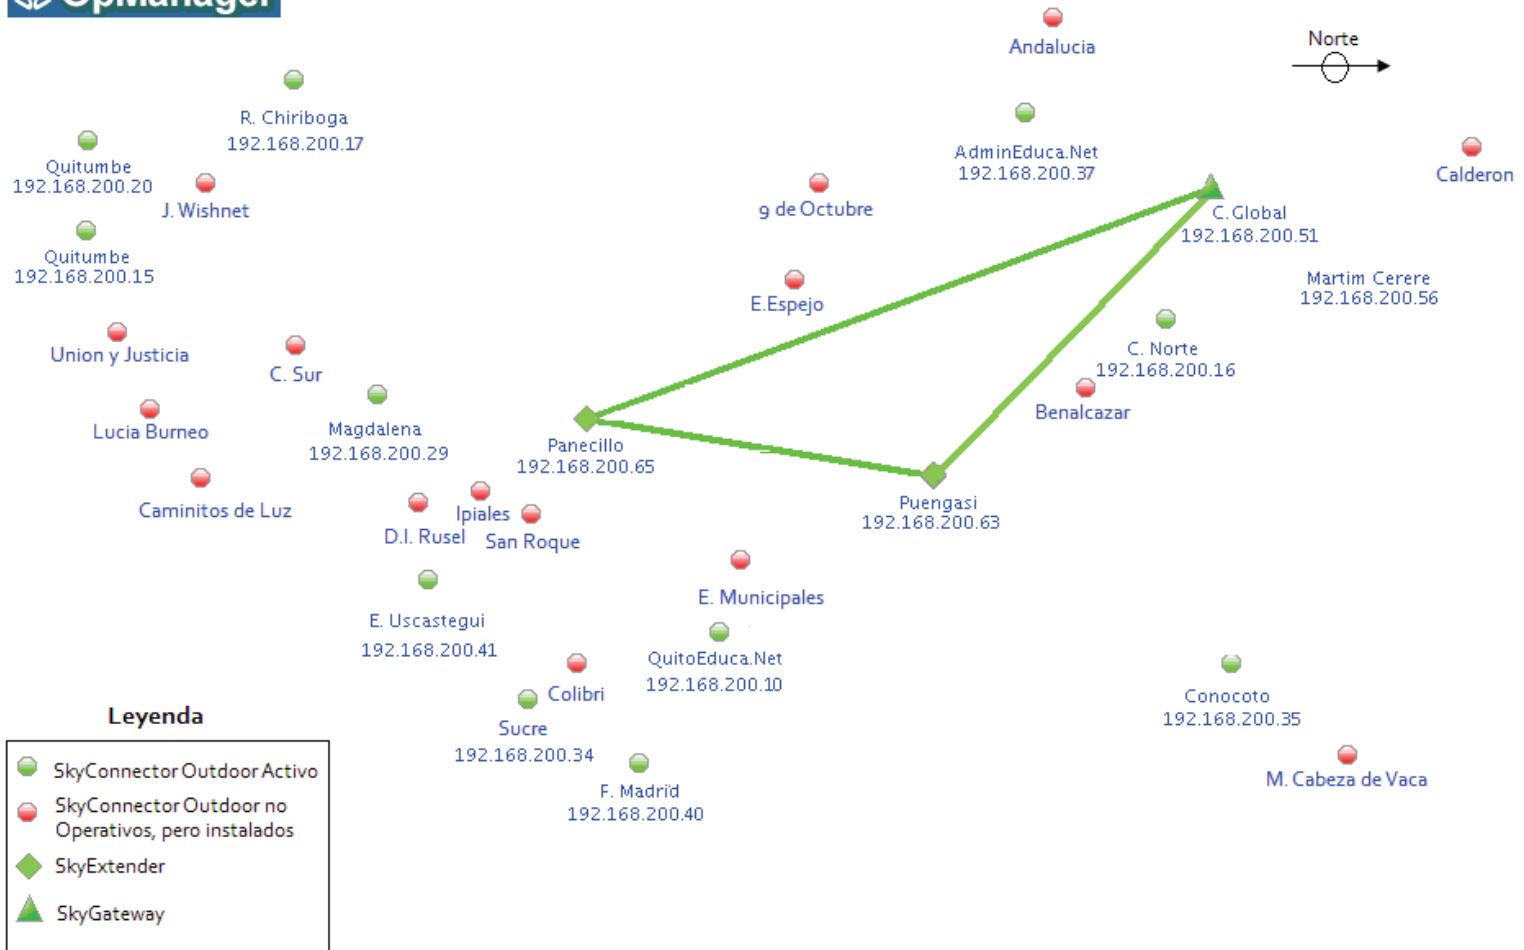 OpManager
Andalucia
Norte
R. Chiriboga
192.168.200.17
Quitumbe
192.168.200.20
J. Wishnet
AdminEduca.Net
192.168.200.37
Calderon
9 de Octubre
C.Global
192.168.200.51
Quitumbe
192.168.200.15
Martim Cerere
192.168.200.56
E.Espejo
Union y Justicia
C. Norte
192.168.200.16
C. Sur
Benalcazar
Lucia Burneo
Magdalena
192.168.200.29
Panecillo
192.168.200.65
Caminitos de Luz
Puengasi
192.168.200.63
Ipiales
D.I. Rusel
San Roque
E. Municipales
E. Uscastegui
192.168.200.41
QuitoEduca.Net
192.168.200.10
Colibri
Conocoto
192.168.200.35
Sucre
192.168.200.34
M. Cabeza de Vaca
F. Madrid
192.168.200.40
Leyenda
SkyConnector Outdoor Activo
SkyConnector Outdoor no
Operativos, pero instalados
SkyExtender
SkyGateway